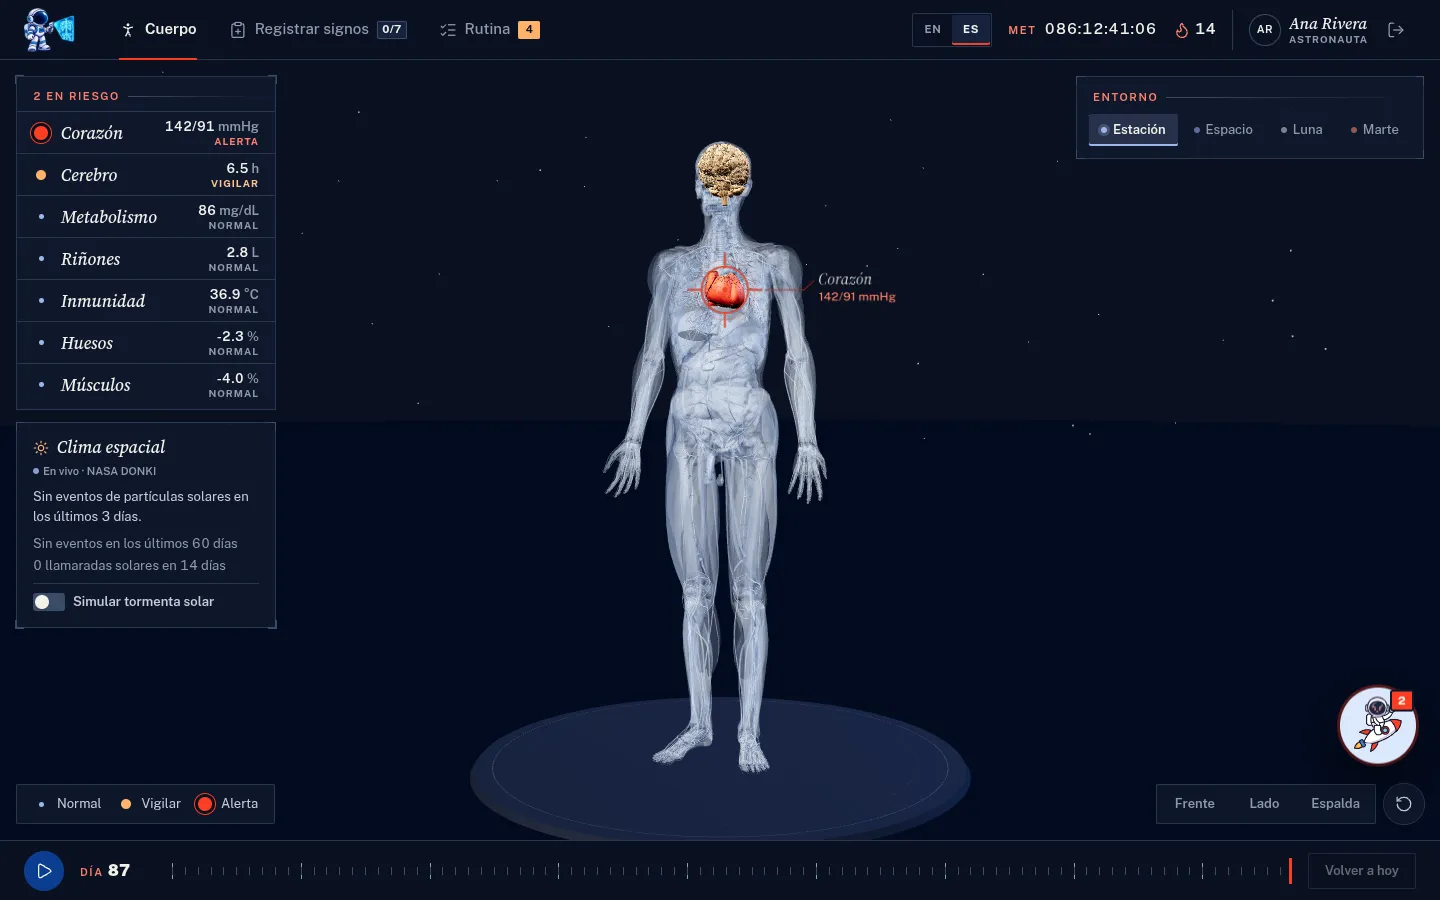 Cuerpo
Registrar signos 0/7
Rutina 4
EN ES
MET 086:12:41:06
14
AR
Ana Rivera
ASTRONAUTA
2 EN RIESGO
Corazón 142/91 mmHg
ALERTA
Cerebro 6.5 h
VIGILAR
Metabolismo 86 mg/dL
NORMAL
Riñones 2.8 L
NORMAL
Inmunidad 36.9 °C
NORMAL
Huesos -2.3 %
NORMAL
Músculos -4.0 %
NORMAL
Clima espacial
En vivo · NASA DONKI
Sin eventos de partículas solares en
los últimos 3 días.
Sin eventos en los últimos 60 días
0 llamaradas solares en 14 días
Simular tormenta solar
Corazón
142/91 mmHg
ENTORNO
Estación Espacio Luna Marte
2
Normal Vigilar Alerta
Frente Lado Espalda
DÍA 87
Volver a hoy